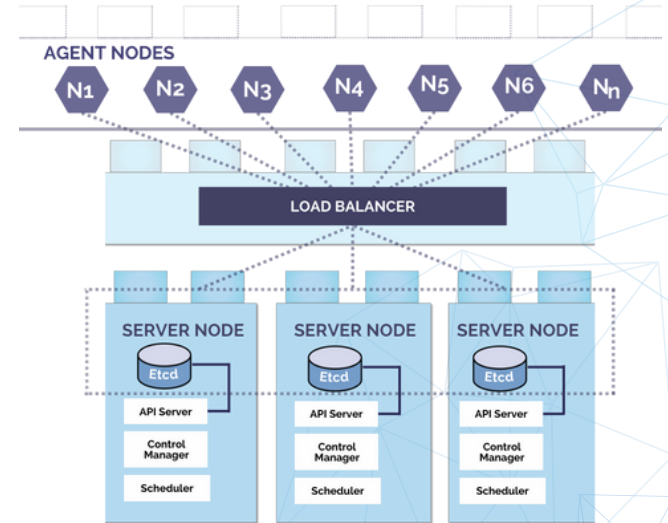 AGENT NODES
N1 N2 N3 N4 N5 N6 Nn
LOAD BALANCER
SERVER NODE SERVER NODE SERVER NODE
Etcd Etcd Etcd
API Server API Server API Server
Control Manager Control Manager Control Manager
Scheduler Scheduler Scheduler